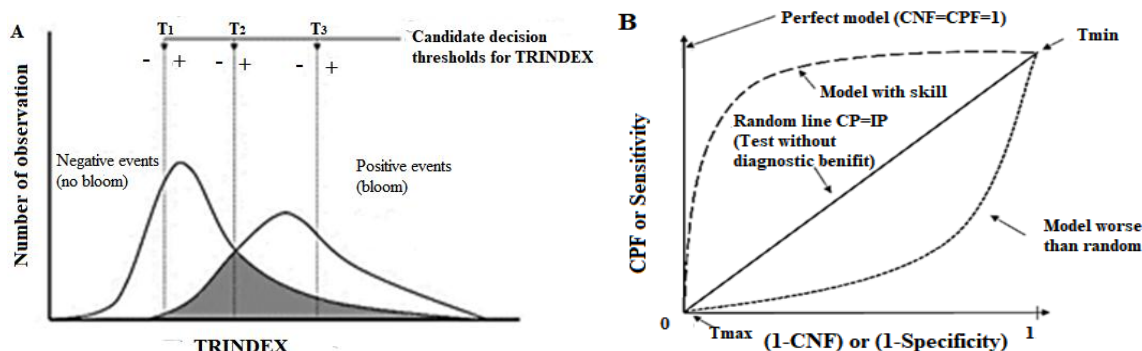 A
T1
T2
T3
Candidate decision
thresholds for TRINDEX
- + - + - +
Number of observation
Negative events
(no bloom)
Positive events
(bloom)
TRINDEX
B
Perfect model (CNF=CPF=1)
Tmin
Model with skill
Random line CP=IP
(Test without
diagnostic benifit)
CPF or Sensitivity
Model worse
than random
0
Tmax
1
(1-CNF) or (1-Specificity)